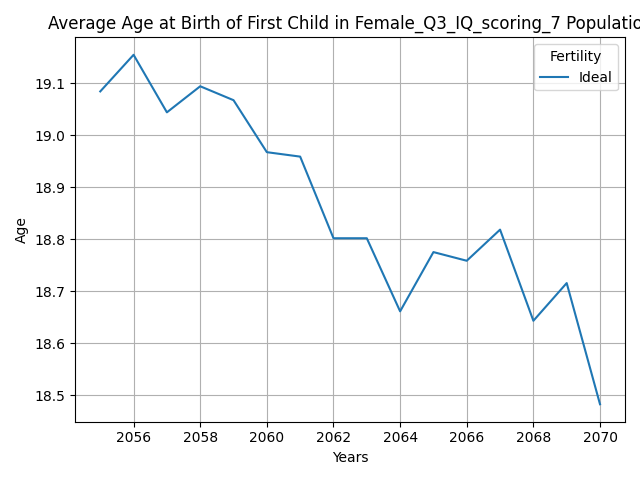 Average Age at Birth of First Child in Female_Q3_IQ_scoring_7 Populatio
Fertility
Ideal
19.1
19.0
18.9
18.8
18.7
18.6
18.5
Age
2056 2058 2060 2062 2064 2066 2068 2070
Years